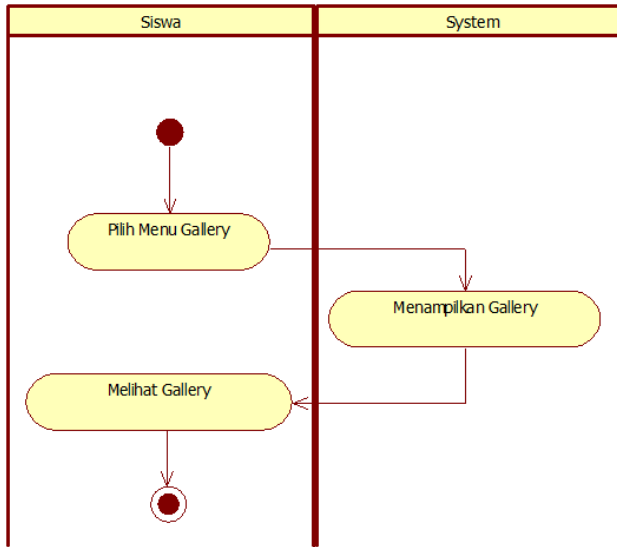 Siswa
System
Pilih Menu Gallery
Menampilkan Gallery
Melihat Gallery